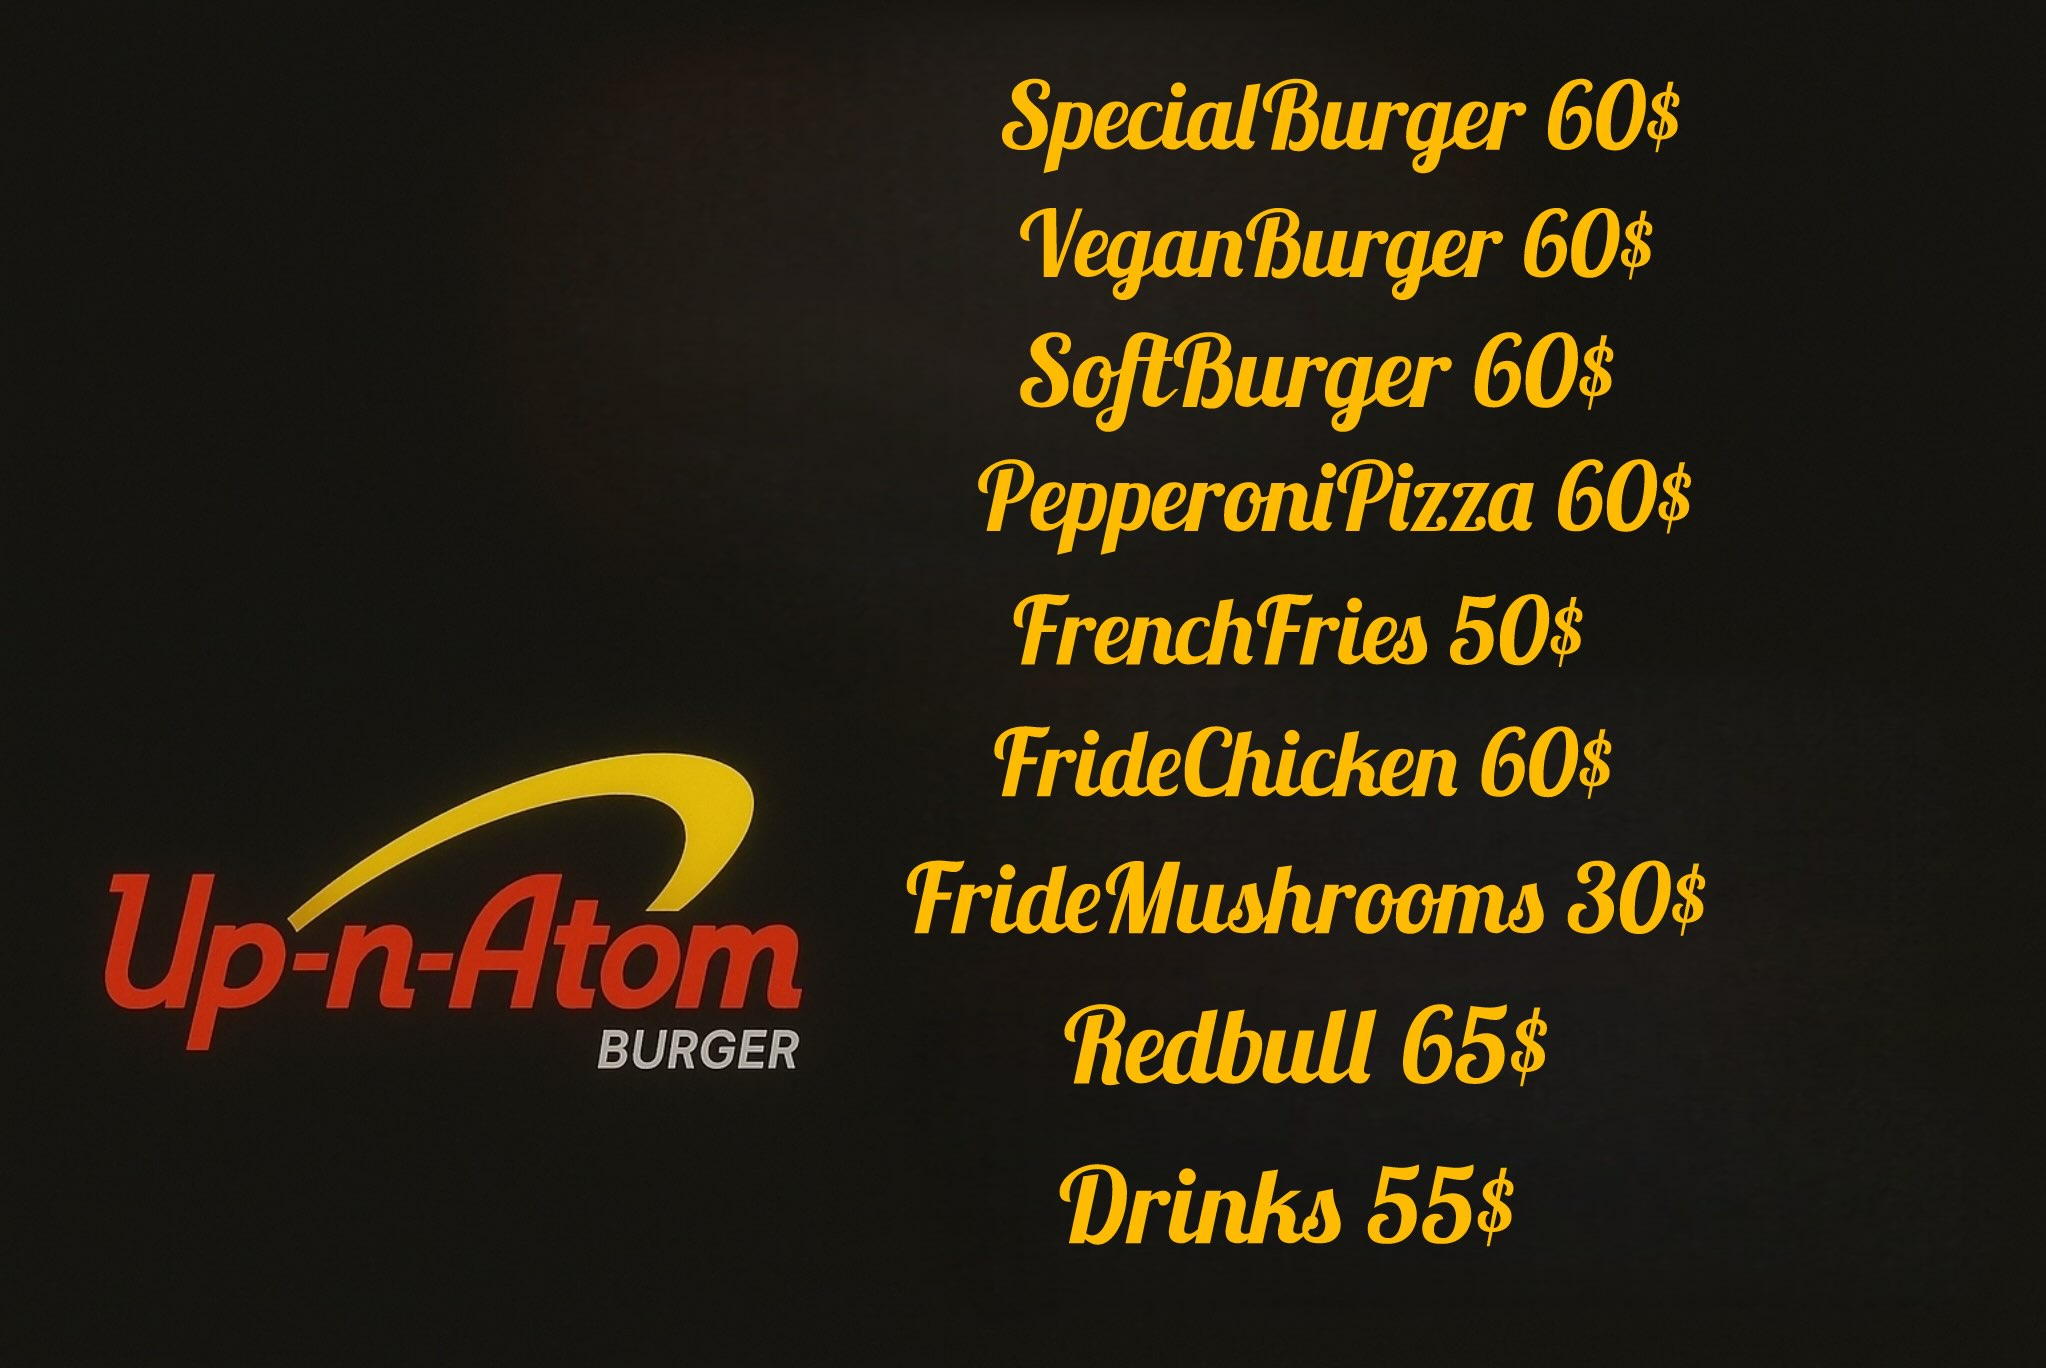 SpecialBurger 60$
VeganBurger 60$
SoftBurger 60$
PepperoniPizza 60$
FrenchFries 50$
FrideChicken 60$
FrideMushrooms 30$
Redbull 65$
Drinks 55$
Up-n-Atom
BURGER